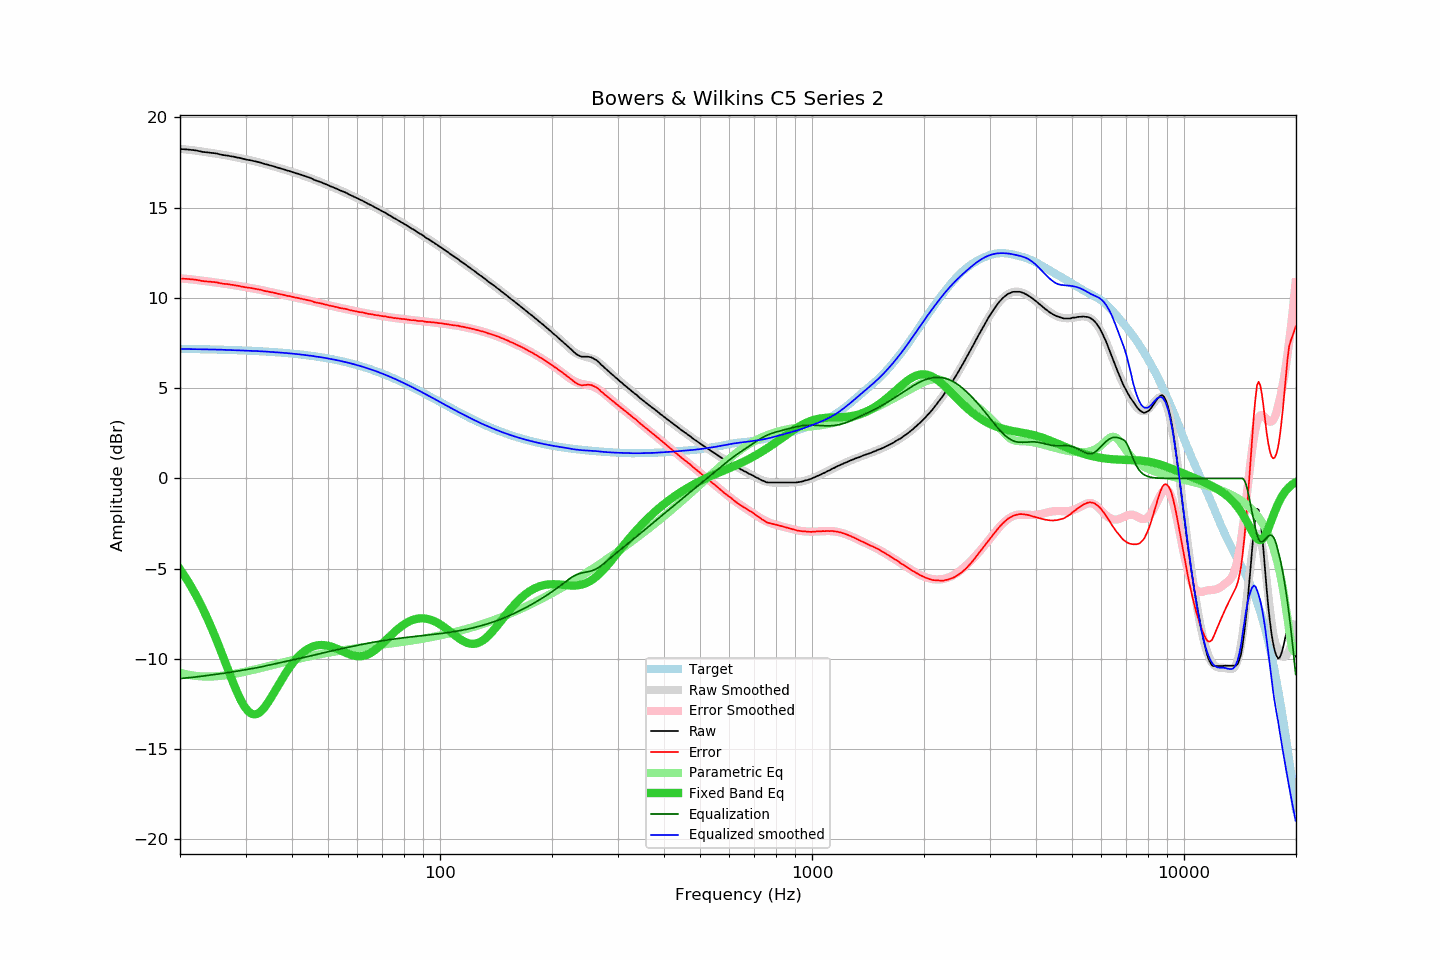 Bowers & Wilkins C5 Series 2
20
15
10
5
0
−5
−10
−15
−20
Amplitude (dBr)
100
1000
10000
Frequency (Hz)
Target
Raw Smoothed
Error Smoothed
Raw
Error
Parametric Eq
Fixed Band Eq
Equalization
Equalized smoothed